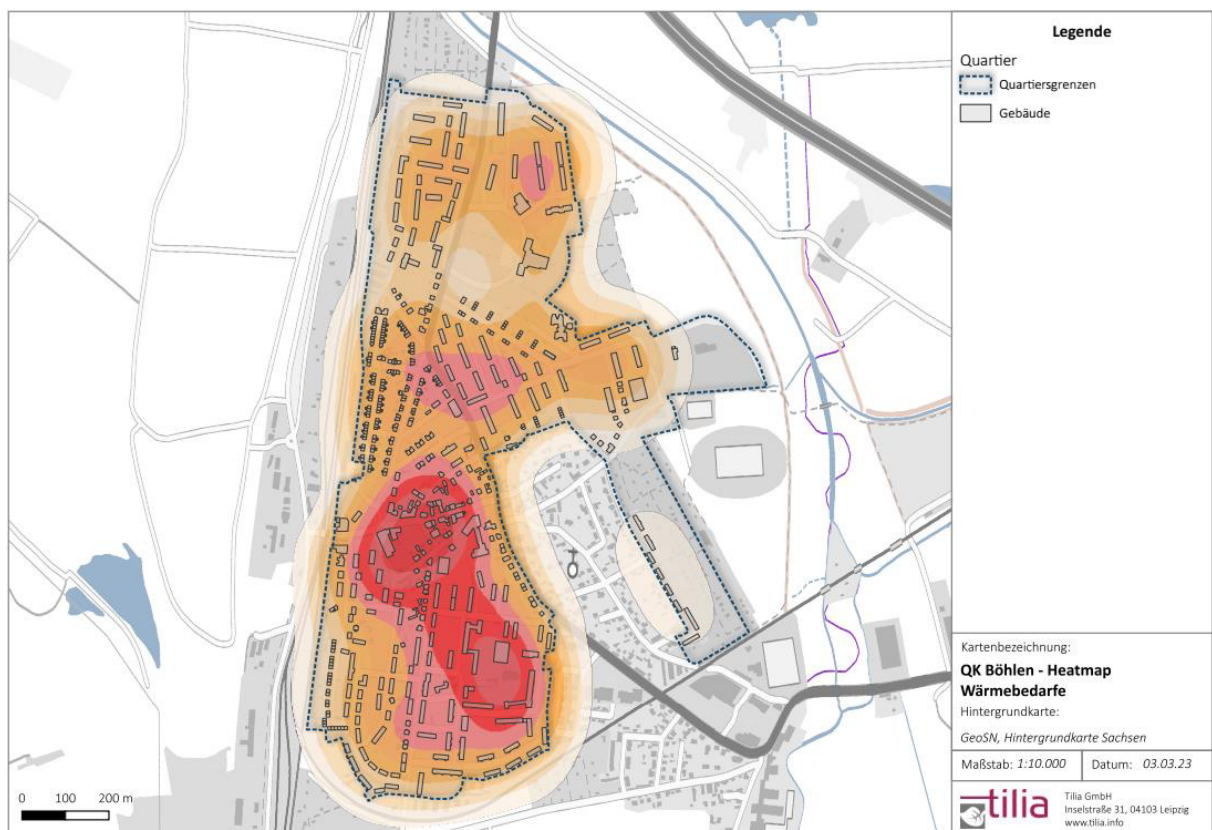 Legende
Quartier
Quartiersgrenzen
Gebäude
Kartenbezeichnung:
QK Böhlen - Heatmap
Wärmebedarfe
Hintergrundkarte:
GeoSN, Hintergrundkarte Sachsen
Maßstab: 1:10.000 Datum: 03.03.23
tilia
Tilia GmbH
Inselstraße 31, 04103 Leipzig
www.tilia.info
0 100 200 m